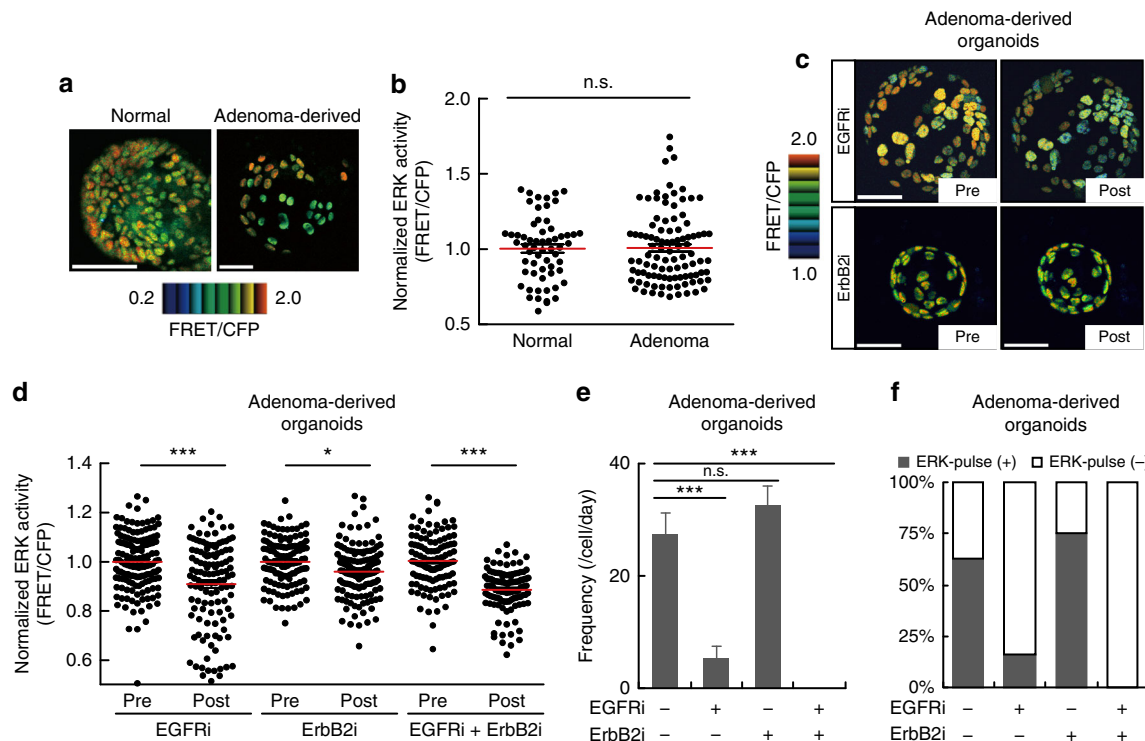 a
Normal Adenoma-derived
0.2 2.0
FRET/CFP
b
n.s.
Normalized ERK activity
(FRET/CFP)
2.0
1.5
1.0
0.5
Normal Adenoma
c
Adenoma-derived
organoids
2.0
FRET/CFP
1.0
EGFRi
Pre Post
ErbB2i
Pre Post
d
Adenoma-derived
organoids
*** * ***
Normalized ERK activity
(FRET/CFP)
1.4
1.2
1.0
0.8
0.6
Pre Post Pre Post Pre Post
EGFRi ErbB2i EGFRi + ErbB2i
e
Adenoma-derived
organoids
***
n.s.
***
Frequency (/cell/day)
40
20
0
EGFRi − + − +
ErbB2i − − + +
f
Adenoma-derived
organoids
ERK-pulse (+) ERK-pulse (−)
100%
75%
50%
25%
0%
− + − +
− − + +